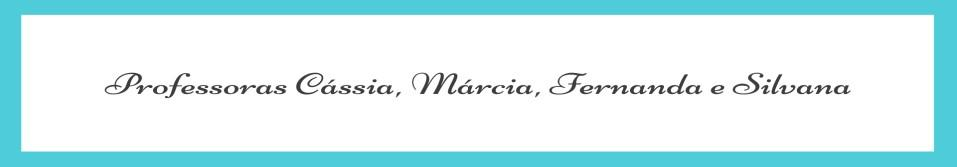 Professoras Cássia, Márcia, Fernanda e Silvana